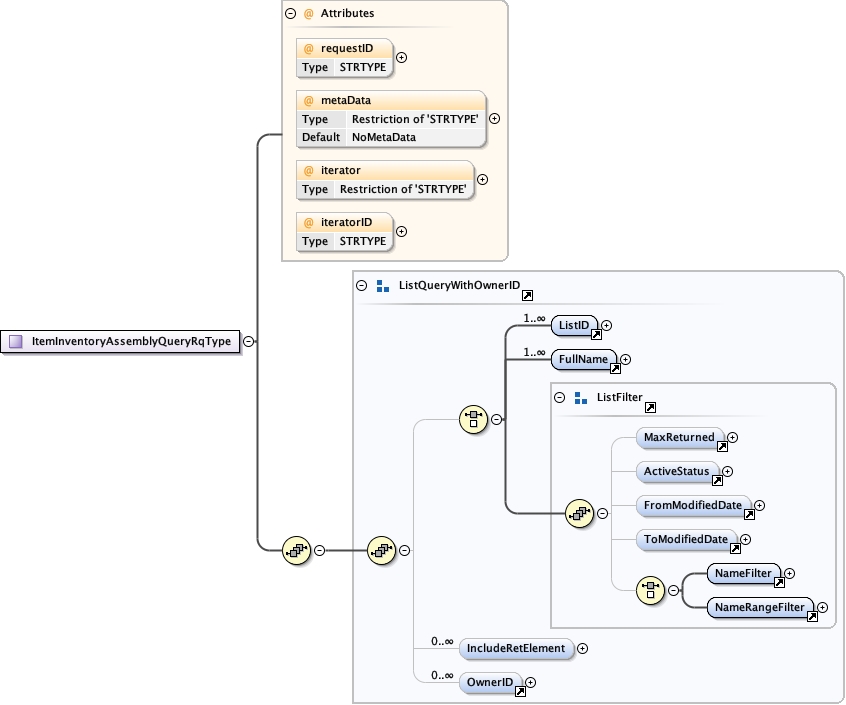 Attributes
@ requestID
Type STRTYPE
@ metaData
Type Restriction of 'STRTYPE'
Default NoMetaData
@ iterator
Type Restriction of 'STRTYPE'
@ iteratorID
Type STRTYPE
ItemInventoryAssemblyQueryRqType
ListQueryWithOwnerID
1..∞ ListID
1..∞ FullName
ListFilter
MaxReturned
ActiveStatus
FromModifiedDate
ToModifiedDate
NameFilter
NameRangeFilter
0..∞ IncludeRetElement
0..∞ OwnerID